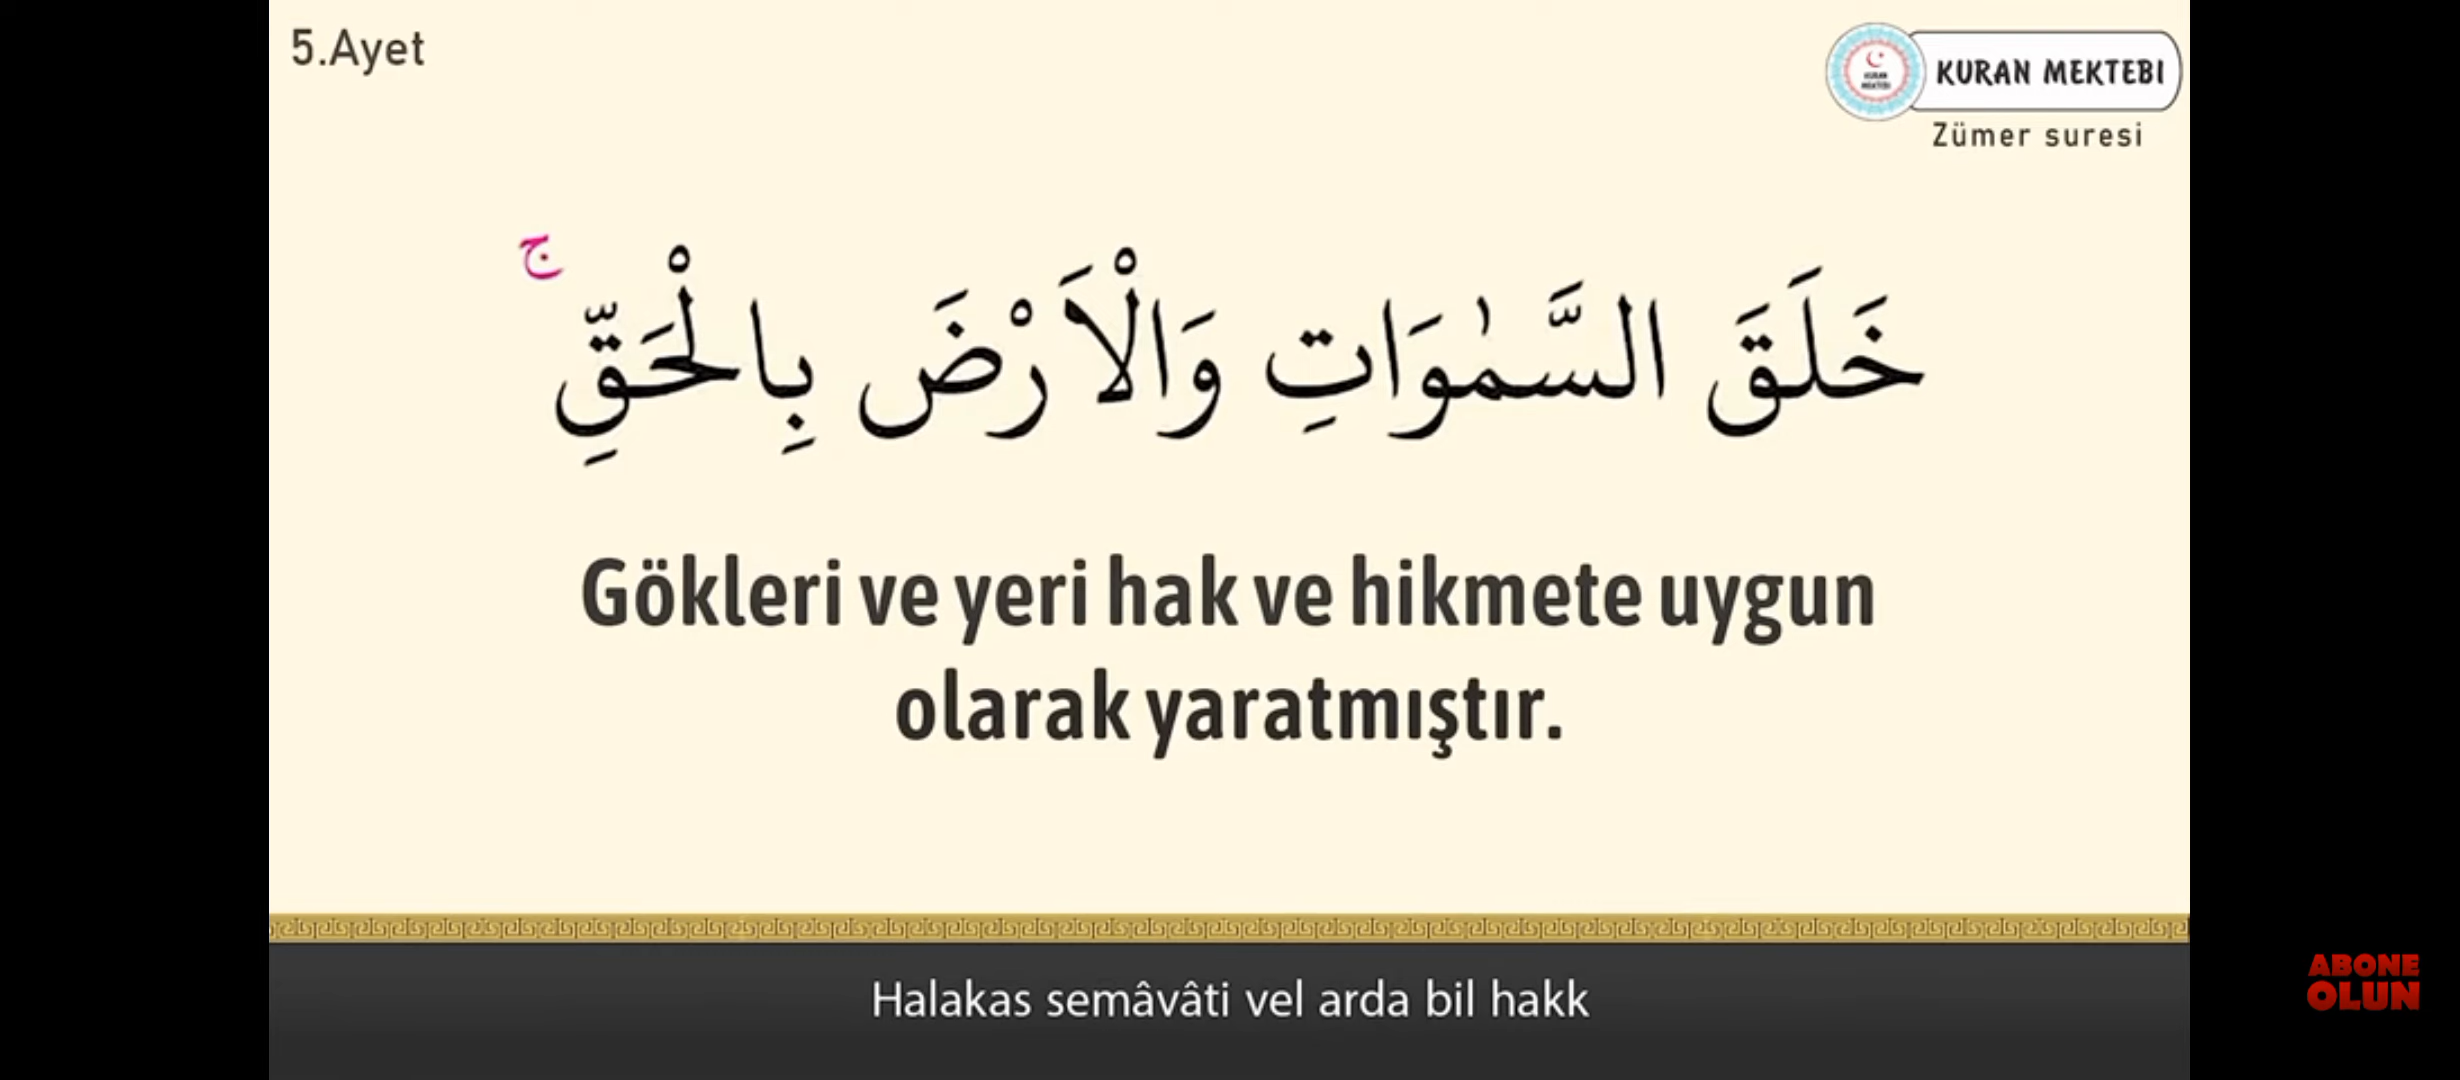 5.Ayet
KURAN MEKTEBİ
Zümer suresi
خَلَقَ السَّمٰوَاتِ وَالْاَرْضَ بِالْحَقِّۚ
Gökleri ve yeri hak ve hikmete uygun
olarak yaratmıştır.
Halakas semâvâti vel arda bil hakk
ABONE
OLUN